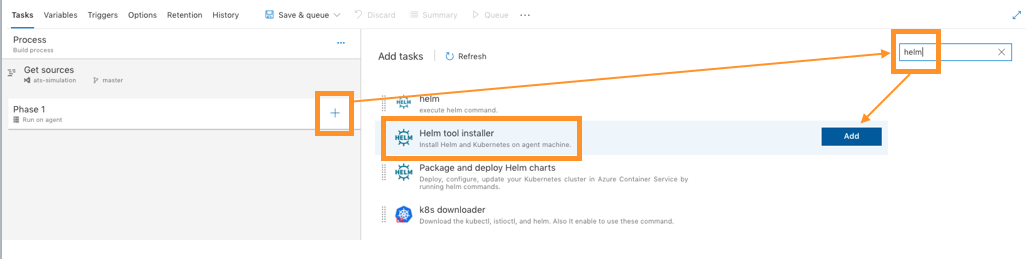 Tasks Variables Triggers Options Retention History Save & queue Discard Summary Queue ...
Process
Build process
...
Get sources
ats-simulation master
Phase 1
Run on agent
+
Add tasks Refresh
helm
HELM helm
execute helm command.
HELM Helm tool installer
Install Helm and Kubernetes on agent machine.
Add
HELM Package and deploy Helm charts
Deploy, configure, update your Kubernetes cluster in Azure Container Service by
running helm commands.
k8s downloader
Download the kubectl, istioctl, and helm. Also It enable to use these command.